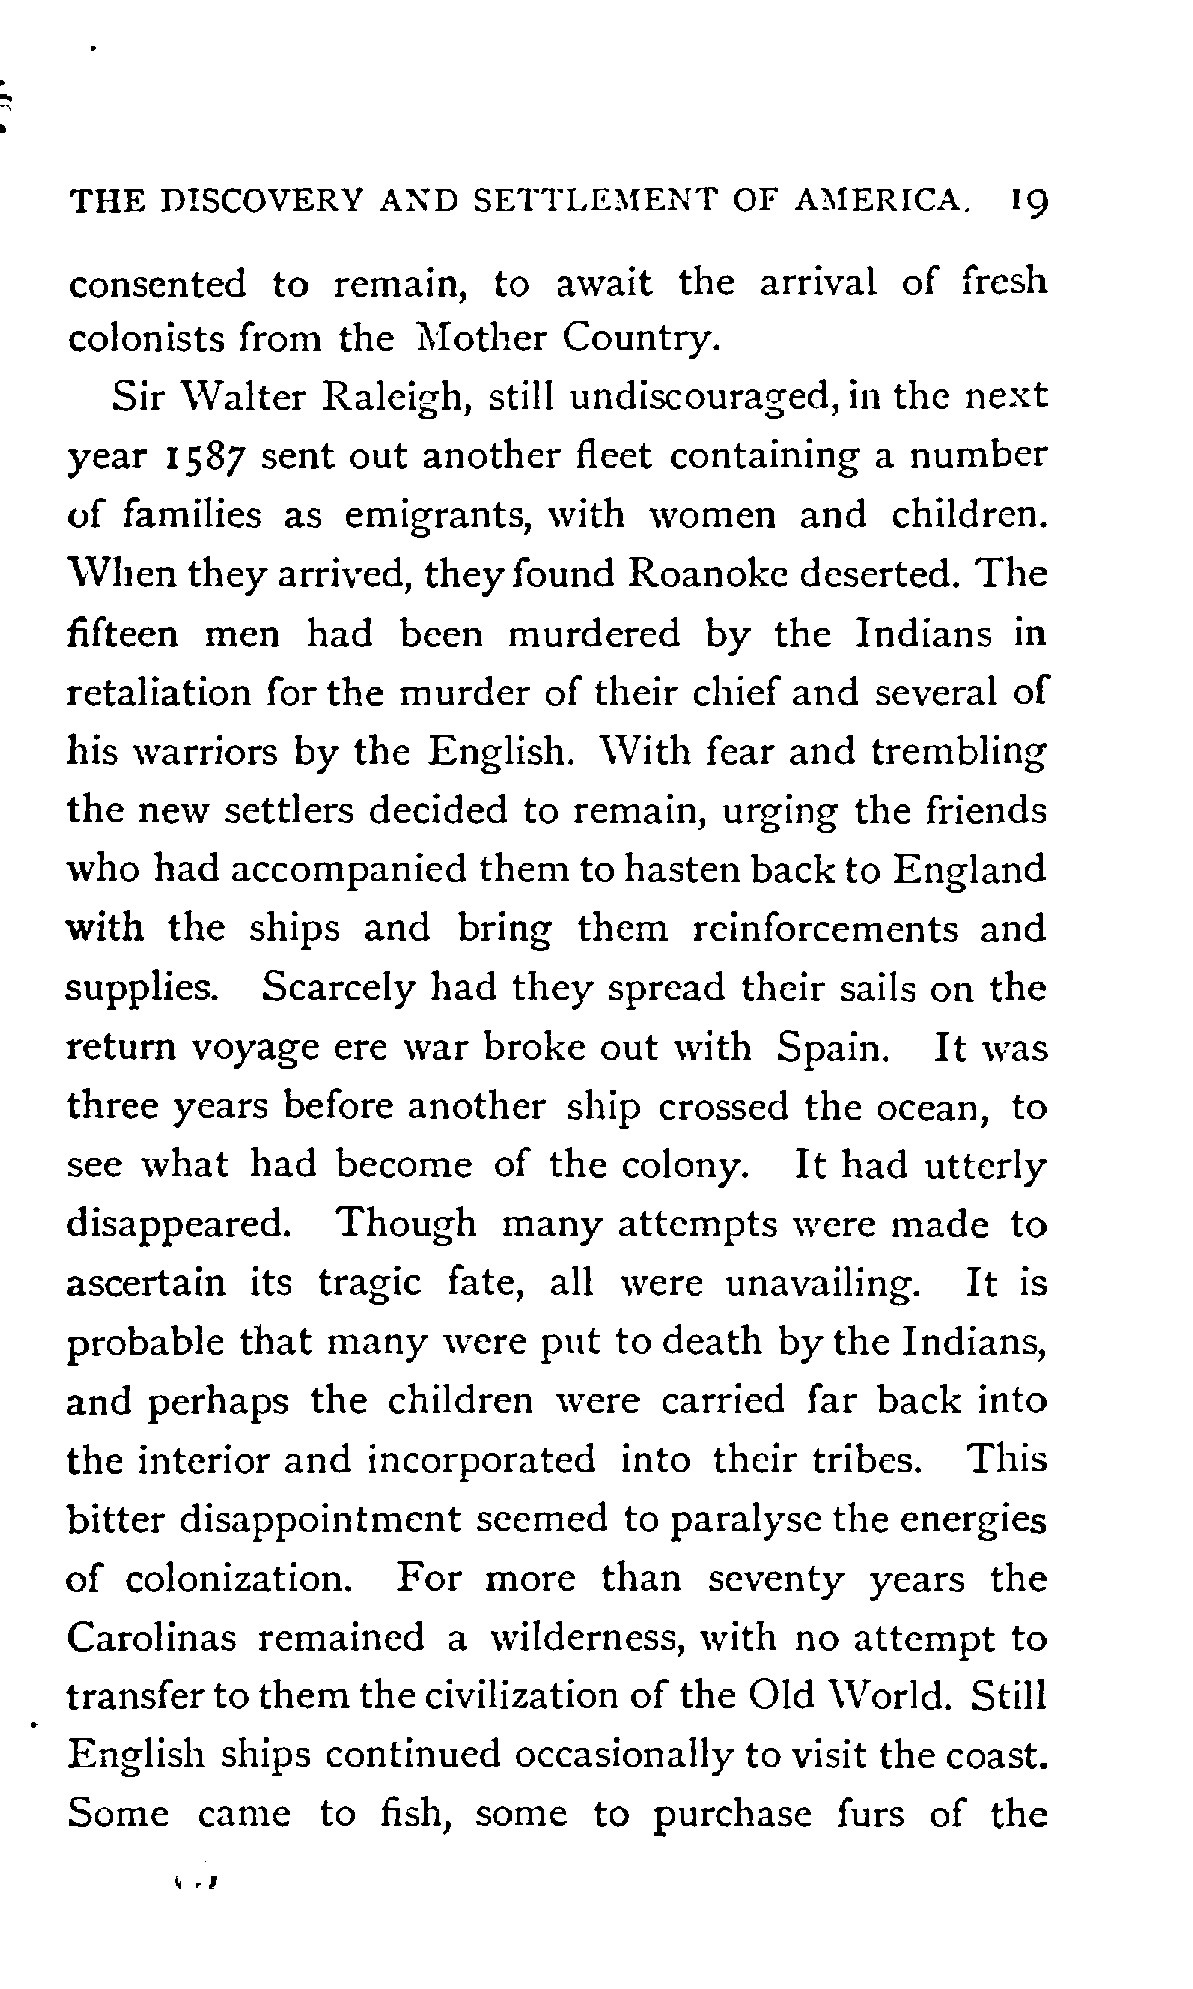 THE DISCOVERY AND SETTLEMENT OF AMERICA. 19
consented to remain, to await the arrival of fresh
colonists from the Mother Country.
Sir Walter Raleigh, still undiscouraged, in the next
year 1587 sent out another fleet containing a number
of families as emigrants, with women and children.
When they arrived, they found Roanoke deserted. The
fifteen men had been murdered by the Indians in
retaliation for the murder of their chief and several of
his warriors by the English. With fear and trembling
the new settlers decided to remain, urging the friends
who had accompanied them to hasten back to England
with the ships and bring them reinforcements and
supplies. Scarcely had they spread their sails on the
return voyage ere war broke out with Spain. It was
three years before another ship crossed the ocean, to
see what had become of the colony. It had utterly
disappeared. Though many attempts were made to
ascertain its tragic fate, all were unavailing. It is
probable that many were put to death by the Indians,
and perhaps the children were carried far back into
the interior and incorporated into their tribes. This
bitter disappointment seemed to paralyse the energies
of colonization. For more than seventy years the
Carolinas remained a wilderness, with no attempt to
transfer to them the civilization of the Old World. Still
English ships continued occasionally to visit the coast.
Some came to fish, some to purchase furs of the